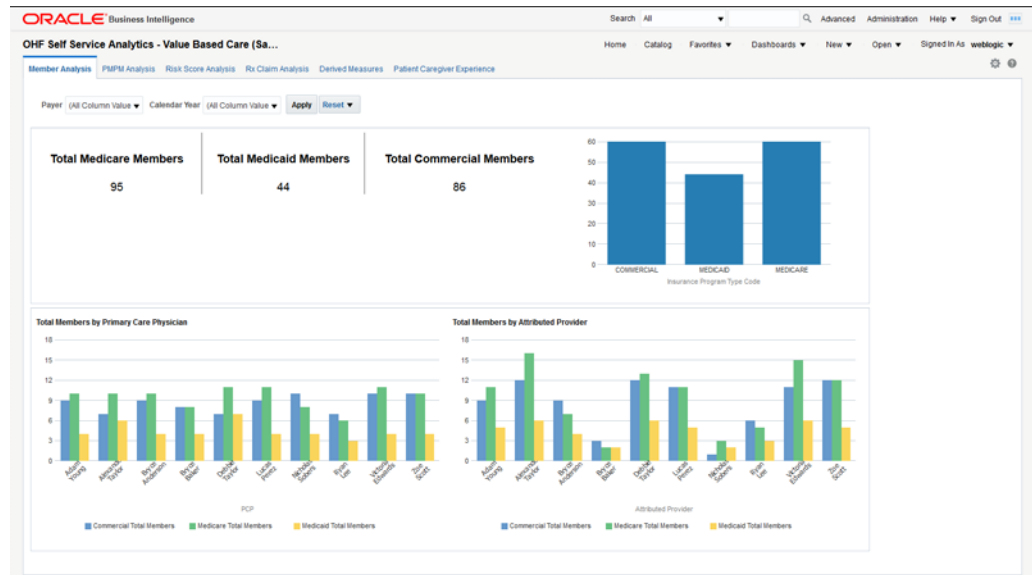 ORACLE Business Intelligence
Search All Advanced Administration Help Sign Out
OHF Self Service Analytics - Value Based Care (Sa...
Home Catalog Favorites Dashboards New Open Signed In As weblogic
Member Analysis PMPM Analysis Risk Score Analysis Rx Claim Analysis Derived Measures Patient Caregiver Experience
Payer (All Column Value Calendar Year (All Column Value Apply Reset
Total Medicare Members
95
Total Medicaid Members
44
Total Commercial Members
86
60
50
40
30
20
10
0
COMMERCIAL MEDICAID MEDICARE
Insurance Program Type Code
Total Members by Primary Care Physician
18
15
12
9
6
3
0
Adam Young
Alexandr Taylor
Bryce Anderson
Bryce Baker
Debbie Taylor
Lucas Perez
Nicholas Sobers
Ryan Lee
Victoria Edwards
Zoe Scott
PCP
Commercial Total Members Medicare Total Members Medicaid Total Members
Total Members by Attributed Provider
18
15
12
9
6
3
0
Adam Young
Alexandr Taylor
Bryce Anderson
Bryce Baker
Debbie Taylor
Lucas Perez
Nicholas Sobers
Ryan Lee
Victoria Edwards
Zoe Scott
Attributed Provider
Commercial Total Members Medicare Total Members Medicaid Total Members